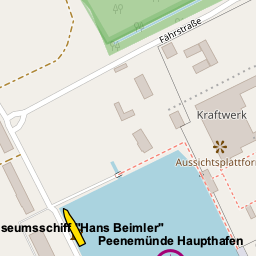 Fährstraße
Kraftwerk
Aussichtsplattform
seumsschiff "Hans Beimler"
Peenemünde Haupthafen